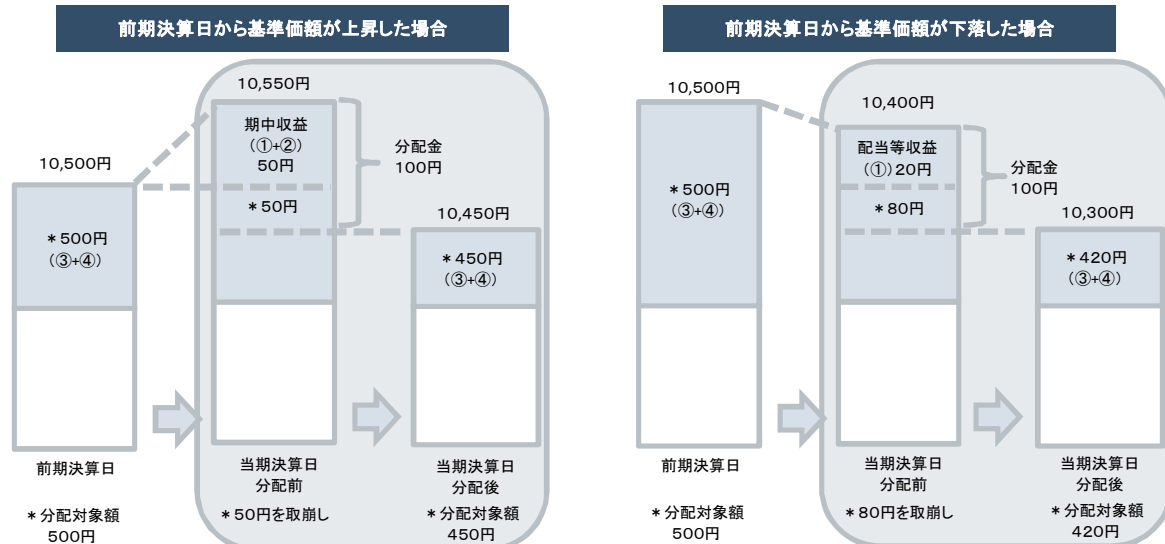 前期決算日から基準価額が上昇した場合
10,550円
10,500円
期中収益
(①+②)
50円
分配金
100円
＊50円
10,450円
＊500円
(③+④)
＊450円
(③+④)
前期決算日
当期決算日
分配前
当期決算日
分配後
＊分配対象額
500円
＊50円を取崩し
＊分配対象額
450円
前期決算日から基準価額が下落した場合
10,500円
10,400円
配当等収益
(①)20円
分配金
100円
＊500円
(③+④)
＊80円
10,300円
＊420円
(③+④)
前期決算日
当期決算日
分配前
当期決算日
分配後
＊分配対象額
500円
＊80円を取崩し
＊分配対象額
420円